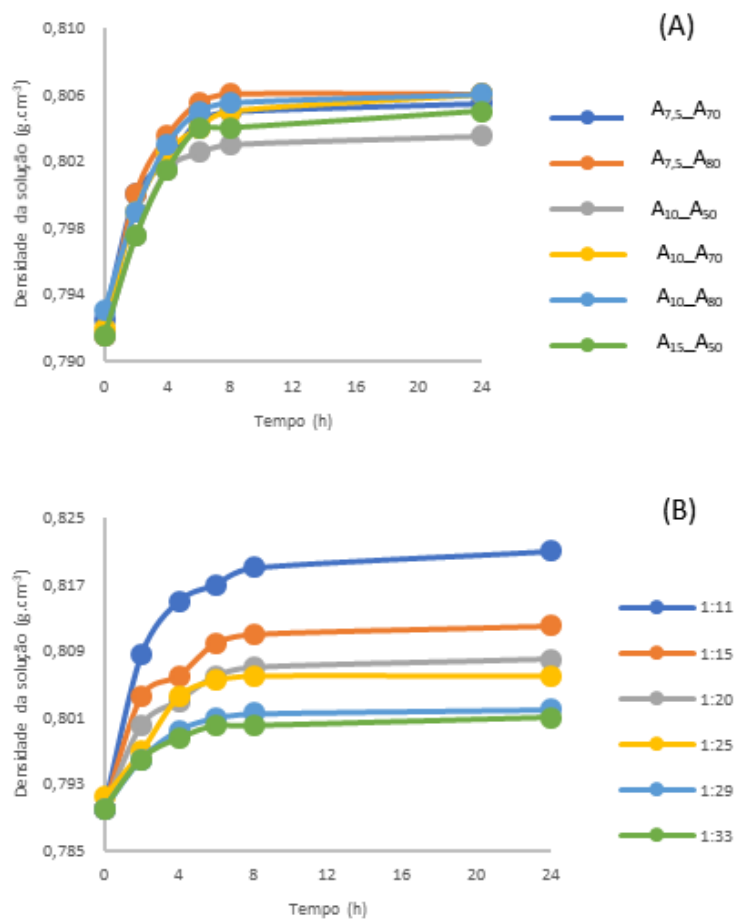 (A)
Densidade da solução (g.cm⁻³)
0,810
0,806
0,802
0,798
0,794
0,790
0 4 8 12 16 20 24
Tempo (h)
A₇,₅_A₇₀
A₇,₅_A₈₀
A₁₀_A₅₀
A₁₀_A₇₀
A₁₀_A₈₀
A₁₅_A₅₀
(B)
Densidade da solução (g.cm⁻³)
0,825
0,817
0,809
0,801
0,793
0,785
0 4 8 12 16 20 24
Tempo (h)
1:11
1:15
1:20
1:25
1:29
1:33